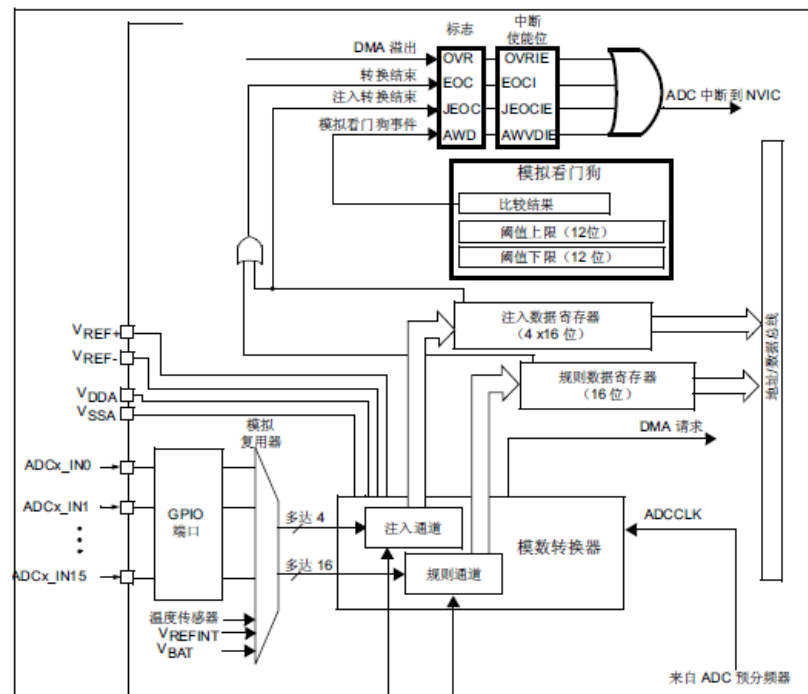 标志
中断
使能位
DMA 溢出
OVR
OVRIE
转换结束
EOC
EOCI
注入转换结束
JEOC
JEOCIE
模拟看门狗事件
AWD
AWVDIE
ADC 中断到 NVIC
模拟看门狗
比较结果
阈值上限（12位）
阈值下限（12 位）
注入数据寄存器
（4 x16 位）
规则数据寄存器
（16 位）
地址/数据总线
VREF+
VREF-
VDDA
VSSA
模拟
复用器
DMA 请求
ADCx_IN0
ADCx_IN1
ADCx_IN15
GPIO
端口
多达 4
注入通道
多达 16
规则通道
模数转换器
ADCCLK
温度传感器
VREFINT
VBAT
来自 ADC 预分频器